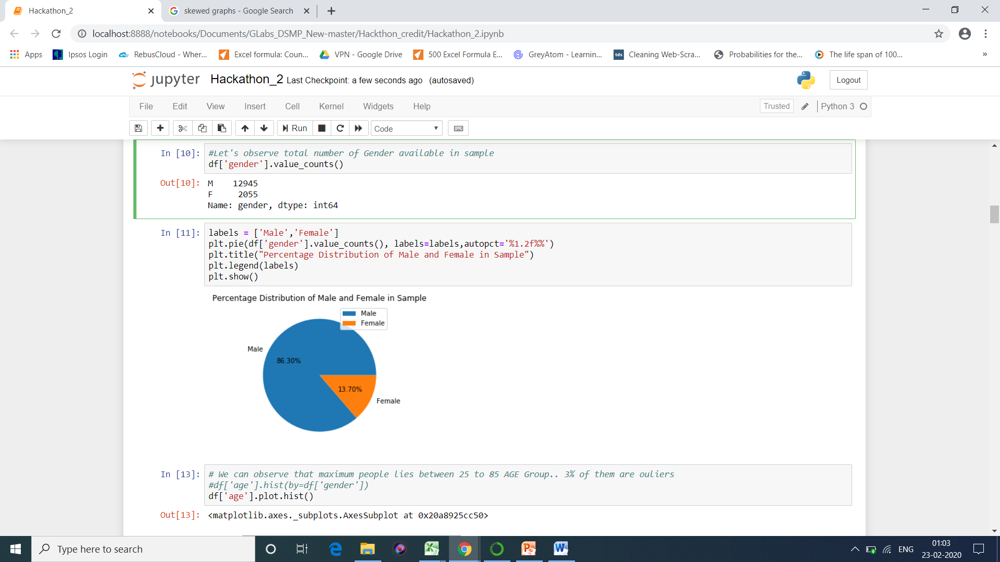 Hackathon_2
skewed graphs - Google Search
localhost:8888/notebooks/Documents/GLabs_DSMP_New-master/Hackthon_credit/Hackathon_2.ipynb
Apps
Ipsos Login
RebusCloud - Wher...
Excel formula: Coun...
VPN - Google Drive
500 Excel Formula E...
GreyAtom - Learnin...
tds
Cleaning Web-Scra...
Probabilities for the...
The life span of 100...
»
jupyter
Hackathon_2 Last Checkpoint: a few seconds ago (autosaved)
Logout
File
Edit
View
Insert
Cell
Kernel
Widgets
Help
Trusted
Python 3
Run
Code
In [10]:
#Let's observe total number of Gender available in sample
df['gender'].value_counts()
Out[10]:
M    12945
F     2055
Name: gender, dtype: int64
In [11]:
labels = ['Male','Female']
plt.pie(df['gender'].value_counts(), labels=labels,autopct='%1.2f%%')
plt.title("Percentage Distribution of Male and Female in Sample")
plt.legend(labels)
plt.show()
Percentage Distribution of Male and Female in Sample
Male
Female
Male
86.30%
13.70%
Female
In [13]:
# We can observe that maximum people lies between 25 to 85 AGE Group.. 3% of them are ouliers
#df['age'].hist(by=df['gender'])
df['age'].plot.hist()
Out[13]:
<matplotlib.axes._subplots.AxesSubplot at 0x20a8925cc50>
Type here to search
ENG
01:03
23-02-2020